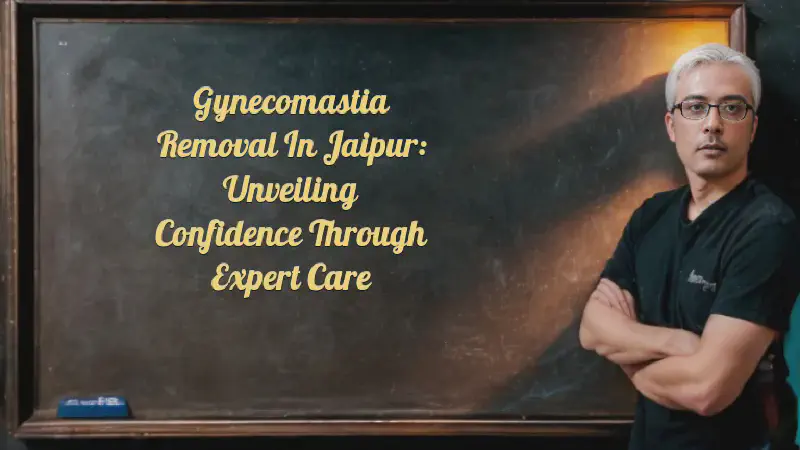 Gynecomastia
Removal In Jaipur:
Unveiling
Confidence Through
Expert Care